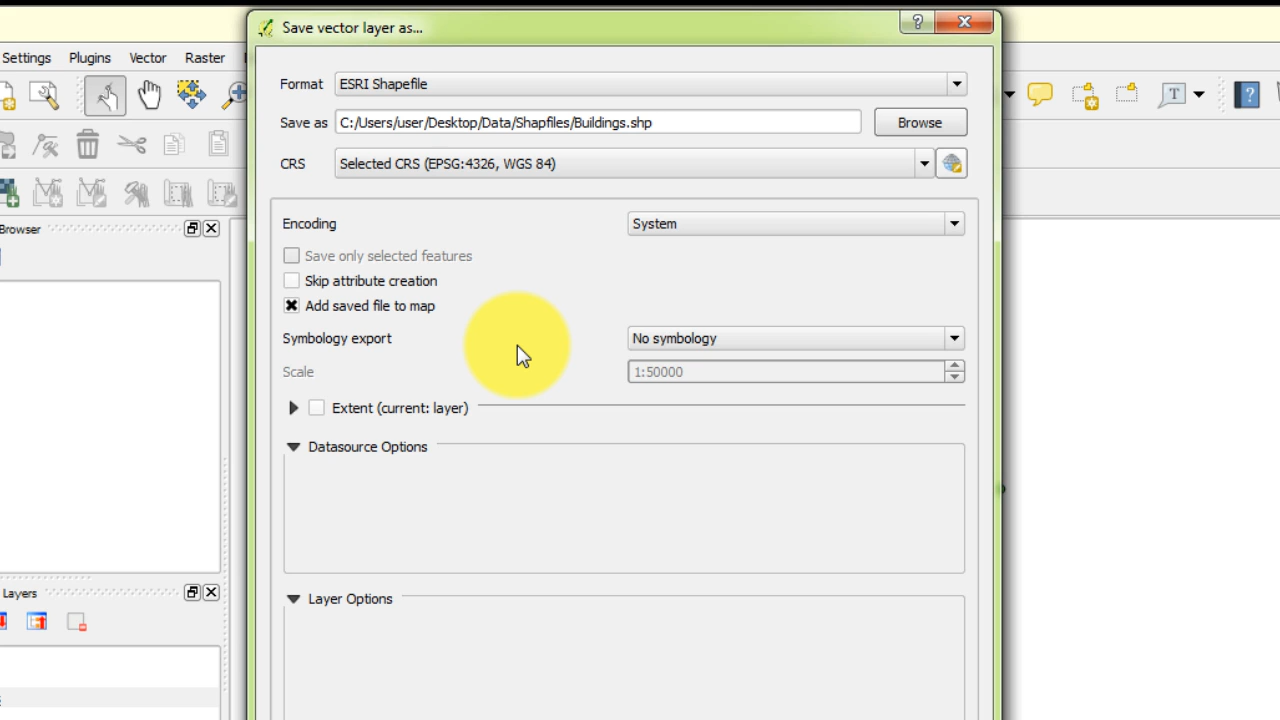 Save vector layer as...
?
Settings Plugins Vector Raster
Format ESRI Shapefile
T
?
Save as C:/Users/user/Desktop/Data/Shapfiles/Buildings.shp Browse
CRS Selected CRS (EPSG:4326, WGS 84)
Browser
Encoding System
Save only selected features
Skip attribute creation
Add saved file to map
Symbology export No symbology
Scale 1:50000
Extent (current: layer)
Datasource Options
Layers
Layer Options